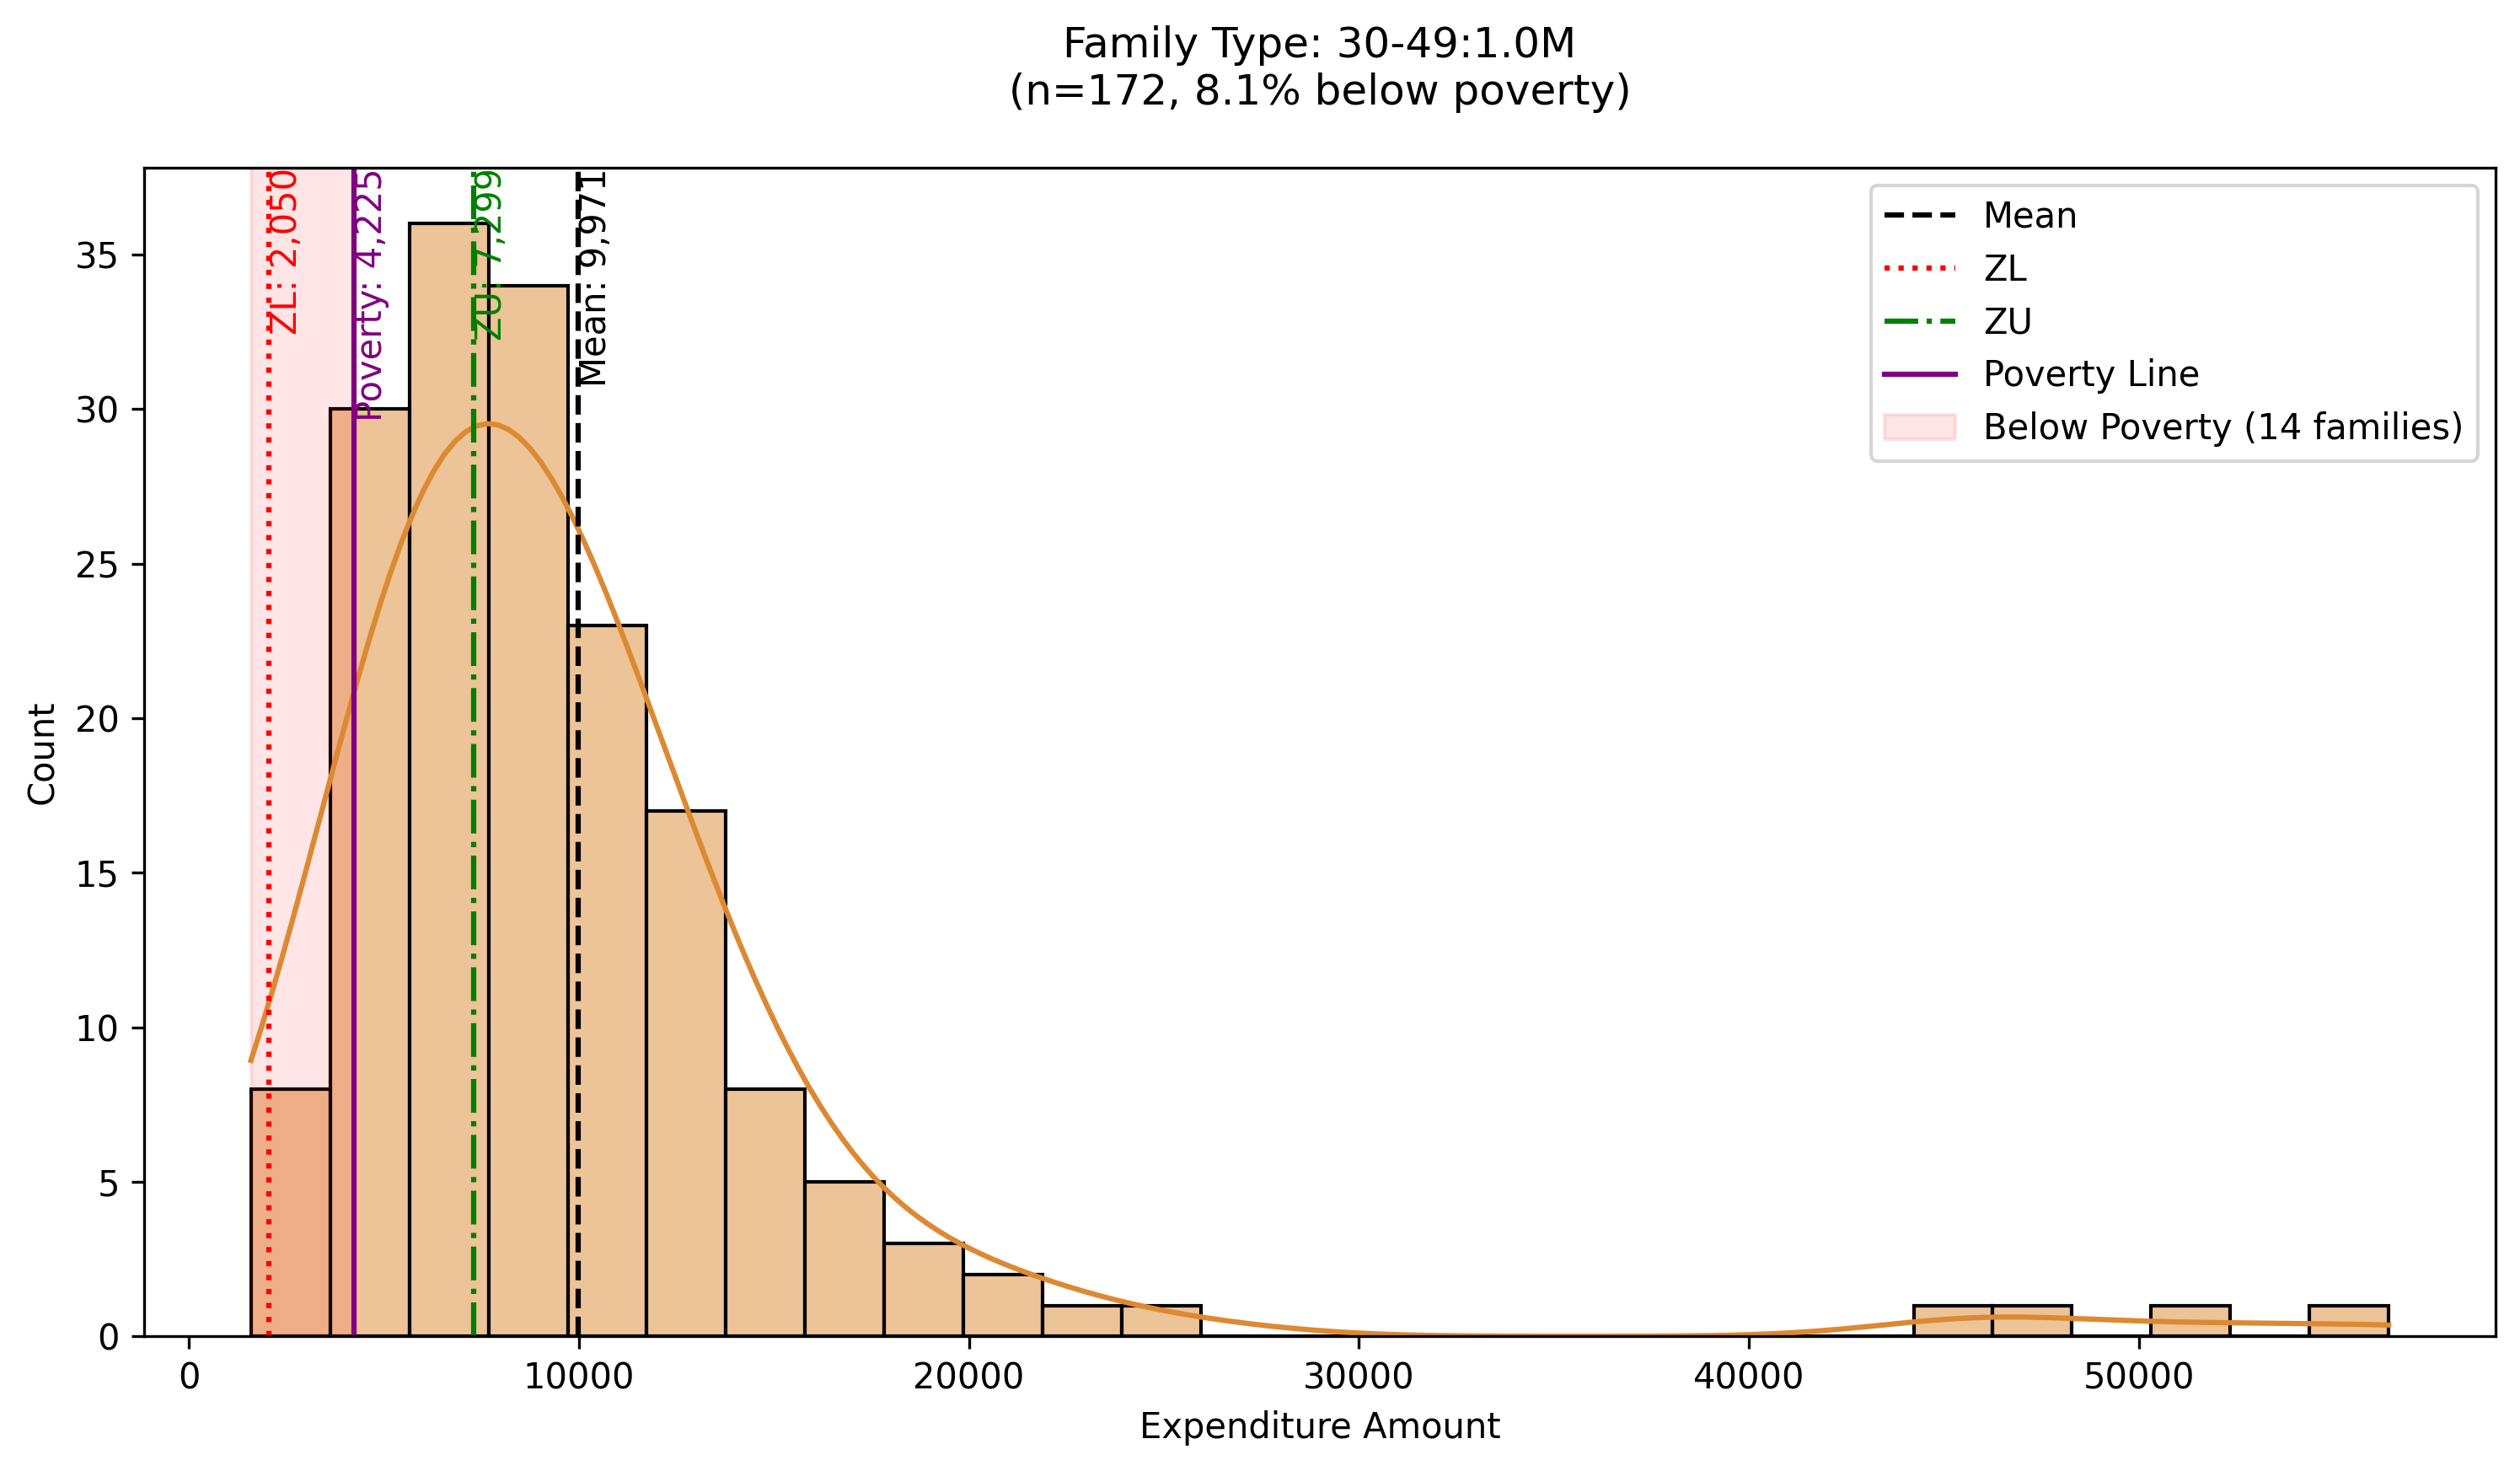 Family Type: 30-49:1.0M
(n=172, 8.1% below poverty)
ZL: 2,050
Poverty: 4,225
ZU: 7,299
Mean: 9,971
Mean
ZL
ZU
Poverty Line
Below Poverty (14 families)
Count
35
30
25
20
15
10
5
0
0
10000
20000
30000
40000
50000
Expenditure Amount